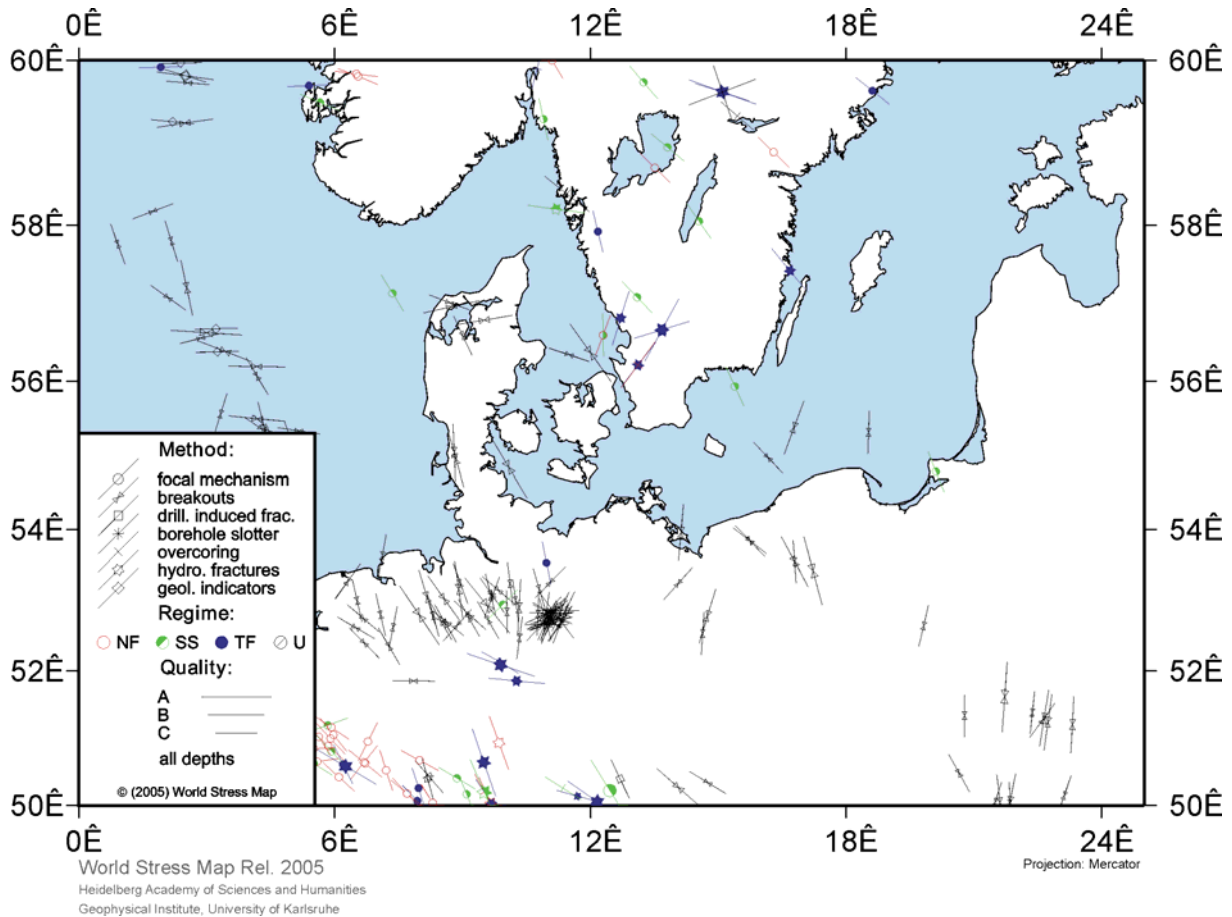 0Ê 6Ê 12Ê 18Ê 24Ê
60Ê 60Ê
58Ê 58Ê
56Ê 56Ê
54Ê 54Ê
52Ê 52Ê
50Ê 50Ê
Method:
focal mechanism
breakouts
drill. induced frac.
borehole slotter
overcoring
hydro. fractures
geol. indicators
Regime:
NF SS TF U
Quality:
A
B
C
all depths
© (2005) World Stress Map
0Ê 6Ê 12Ê 18Ê 24Ê
World Stress Map Rel. 2005
Projection: Mercator
Heidelberg Academy of Sciences and Humanities
Geophysical Institute, University of Karlsruhe